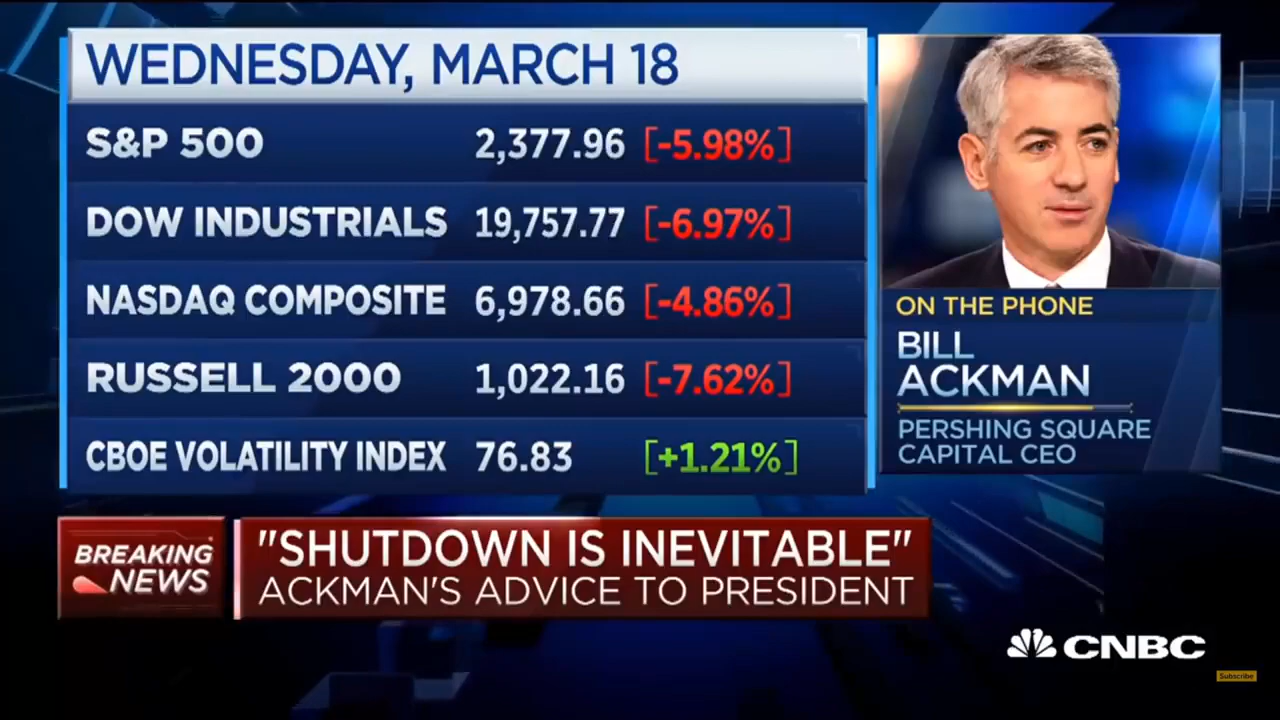 WEDNESDAY, MARCH 18
S&P 500 2,377.96 [-5.98%]
DOW INDUSTRIALS 19,757.77 [-6.97%]
NASDAQ COMPOSITE 6,978.66 [-4.86%]
RUSSELL 2000 1,022.16 [-7.62%]
CBOE VOLATILITY INDEX 76.83 [+1.21%]
ON THE PHONE
BILL
ACKMAN
PERSHING SQUARE
CAPITAL CEO
BREAKING
NEWS
"SHUTDOWN IS INEVITABLE"
ACKMAN'S ADVICE TO PRESIDENT
CNBC
Subscribe